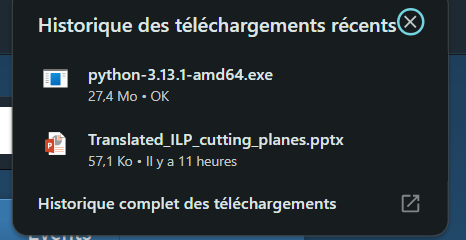 Historique des téléchargements récents
python-3.13.1-amd64.exe
27,4 Mo • OK
Translated_ILP_cutting_planes.pptx
57,1 Ko • Il y a 11 heures
Historique complet des téléchargements
Events